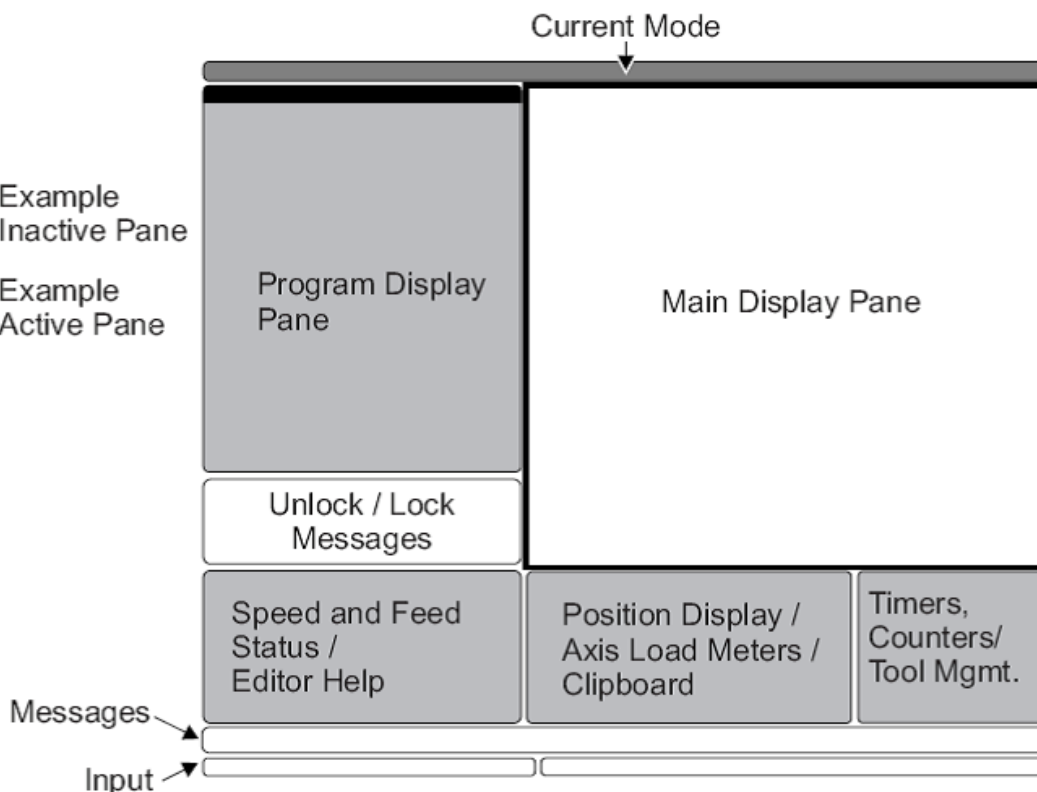 Current Mode
Example
Inactive Pane
Example
Active Pane
Program Display
Pane
Main Display Pane
Unlock / Lock
Messages
Speed and Feed
Status /
Editor Help
Position Display /
Axis Load Meters /
Clipboard
Timers,
Counters/
Tool Mgmt.
Messages
Input